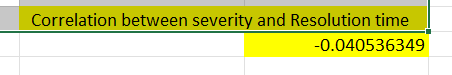 Correlation between severity and Resolution time
-0.040536349